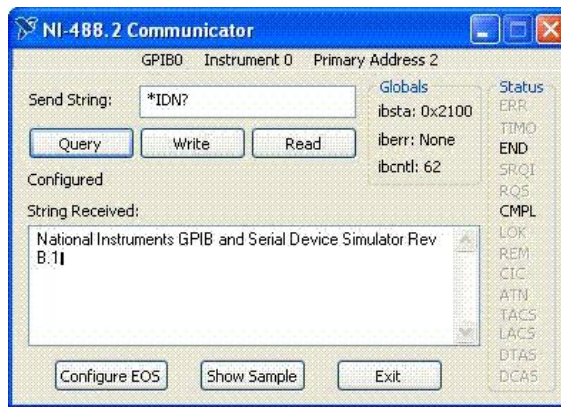 NI-488.2 Communicator
GPIB0 Instrument 0 Primary Address 2
Send String:
*IDN?
Query
Write
Read
Configured
Globals
ibsta: 0x2100
iberr: None
ibcntl: 62
Status
ERR
TIMO
END
SRQI
RQS
CMPL
LOK
REM
CIC
ATN
TACS
LACS
DTAS
DCAS
String Received:
National Instruments GPIB and Serial Device Simulator Rev
B.1
Configure EOS
Show Sample
Exit